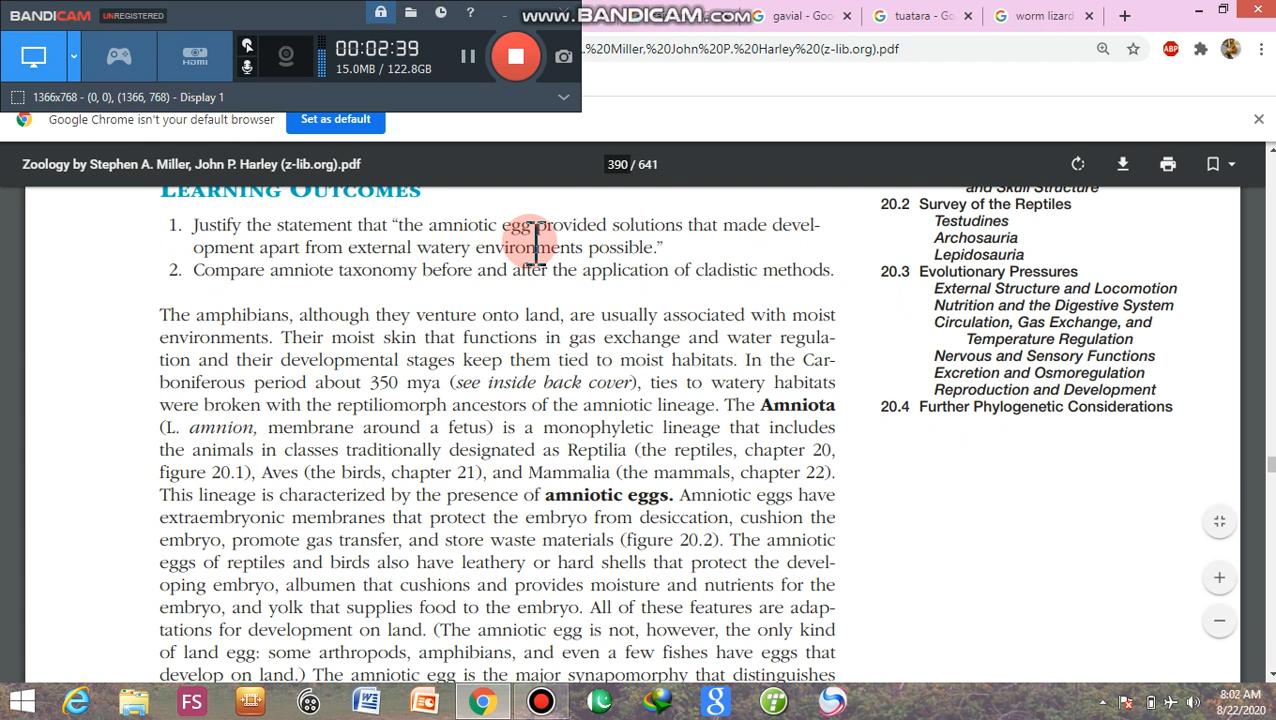 BANDICAM UNREGISTERED
www.BANDICAM.com
gavial - Goo
tuatara - Go
worm lizard
00:02:39
15.0MB / 122.8GB
HDMI
.%20Miller,%20John%20P.%20Harley%20(z-lib.org).pdf
ABP
1366x768 - (0, 0), (1366, 768) - Display 1
Google Chrome isn't your default browser
Set as default
Zoology by Stephen A. Miller, John P. Harley (z-lib.org).pdf
390 / 641
LEARNING OUTCOMES
1. Justify the statement that “the amniotic egg provided solutions that made devel-
opment apart from external watery environments possible.”
2. Compare amniote taxonomy before and after the application of cladistic methods.
The amphibians, although they venture onto land, are usually associated with moist
environments. Their moist skin that functions in gas exchange and water regula-
tion and their developmental stages keep them tied to moist habitats. In the Car-
boniferous period about 350 mya (see inside back cover), ties to watery habitats
were broken with the reptiliomorph ancestors of the amniotic lineage. The Amniota
(L. amnion, membrane around a fetus) is a monophyletic lineage that includes
the animals in classes traditionally designated as Reptilia (the reptiles, chapter 20,
figure 20.1), Aves (the birds, chapter 21), and Mammalia (the mammals, chapter 22).
This lineage is characterized by the presence of amniotic eggs. Amniotic eggs have
extraembryonic membranes that protect the embryo from desiccation, cushion the
embryo, promote gas transfer, and store waste materials (figure 20.2). The amniotic
eggs of reptiles and birds also have leathery or hard shells that protect the devel-
oping embryo, albumen that cushions and provides moisture and nutrients for the
embryo, and yolk that supplies food to the embryo. All of these features are adap-
tations for development on land. (The amniotic egg is not, however, the only kind
of land egg: some arthropods, amphibians, and even a few fishes have eggs that
develop on land.) The amniotic egg is the major synapomorphy that distinguishes
and Skull Structure
20.2 Survey of the Reptiles
Testudines
Archosauria
Lepidosauria
20.3 Evolutionary Pressures
External Structure and Locomotion
Nutrition and the Digestive System
Circulation, Gas Exchange, and
Temperature Regulation
Nervous and Sensory Functions
Excretion and Osmoregulation
Reproduction and Development
20.4 Further Phylogenetic Considerations
FS
8:02 AM
8/22/2020